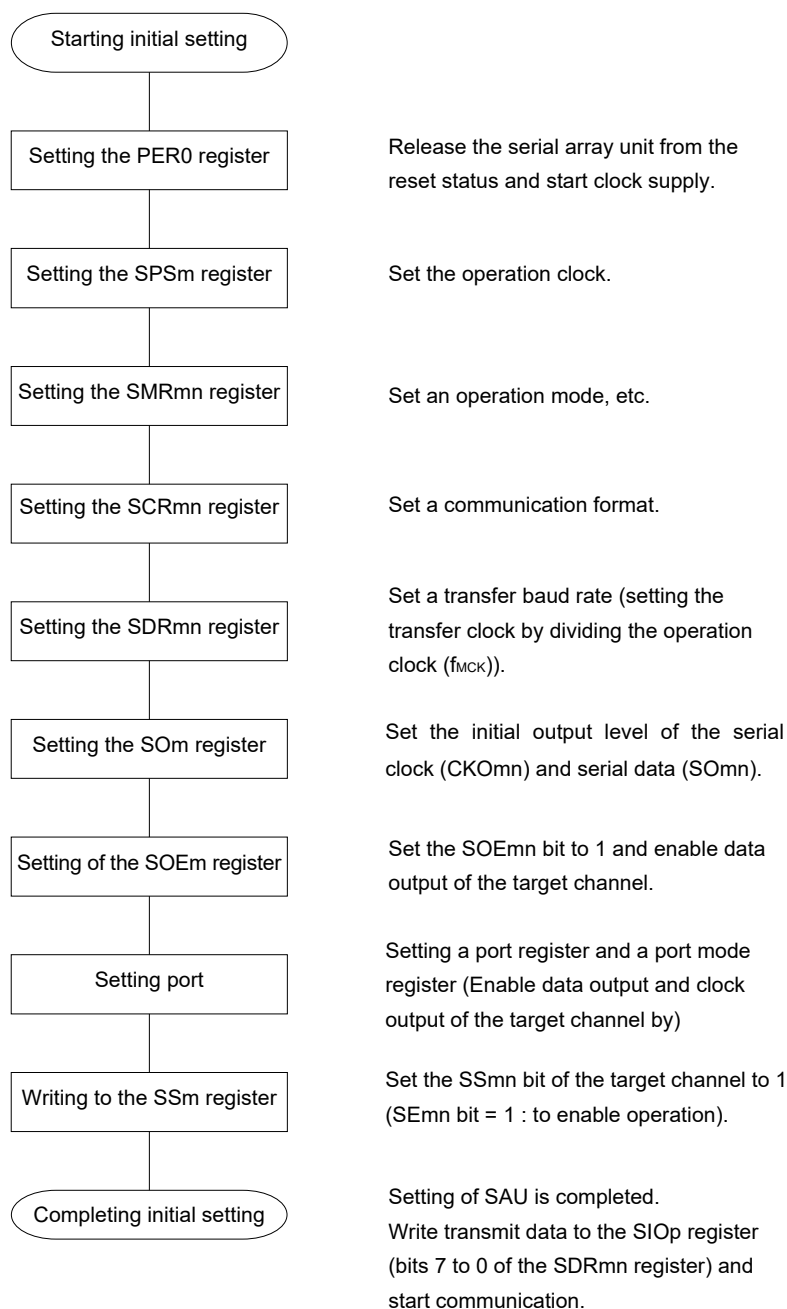 Starting initial setting
Setting the PER0 register
Release the serial array unit from the
reset status and start clock supply.
Setting the SPSm register
Set the operation clock.
Setting the SMRmn register
Set an operation mode, etc.
Setting the SCRmn register
Set a communication format.
Setting the SDRmn register
Set a transfer baud rate (setting the
transfer clock by dividing the operation
clock (fMCK)).
Setting the SOm register
Set the initial output level of the serial
clock (CKOmn) and serial data (SOmn).
Setting of the SOEm register
Set the SOEmn bit to 1 and enable data
output of the target channel.
Setting port
Setting a port register and a port mode
register (Enable data output and clock
output of the target channel by)
Writing to the SSm register
Set the SSmn bit of the target channel to 1
(SEmn bit = 1 : to enable operation).
Completing initial setting
Setting of SAU is completed.
Write transmit data to the SIOp register
(bits 7 to 0 of the SDRmn register) and
start communication.